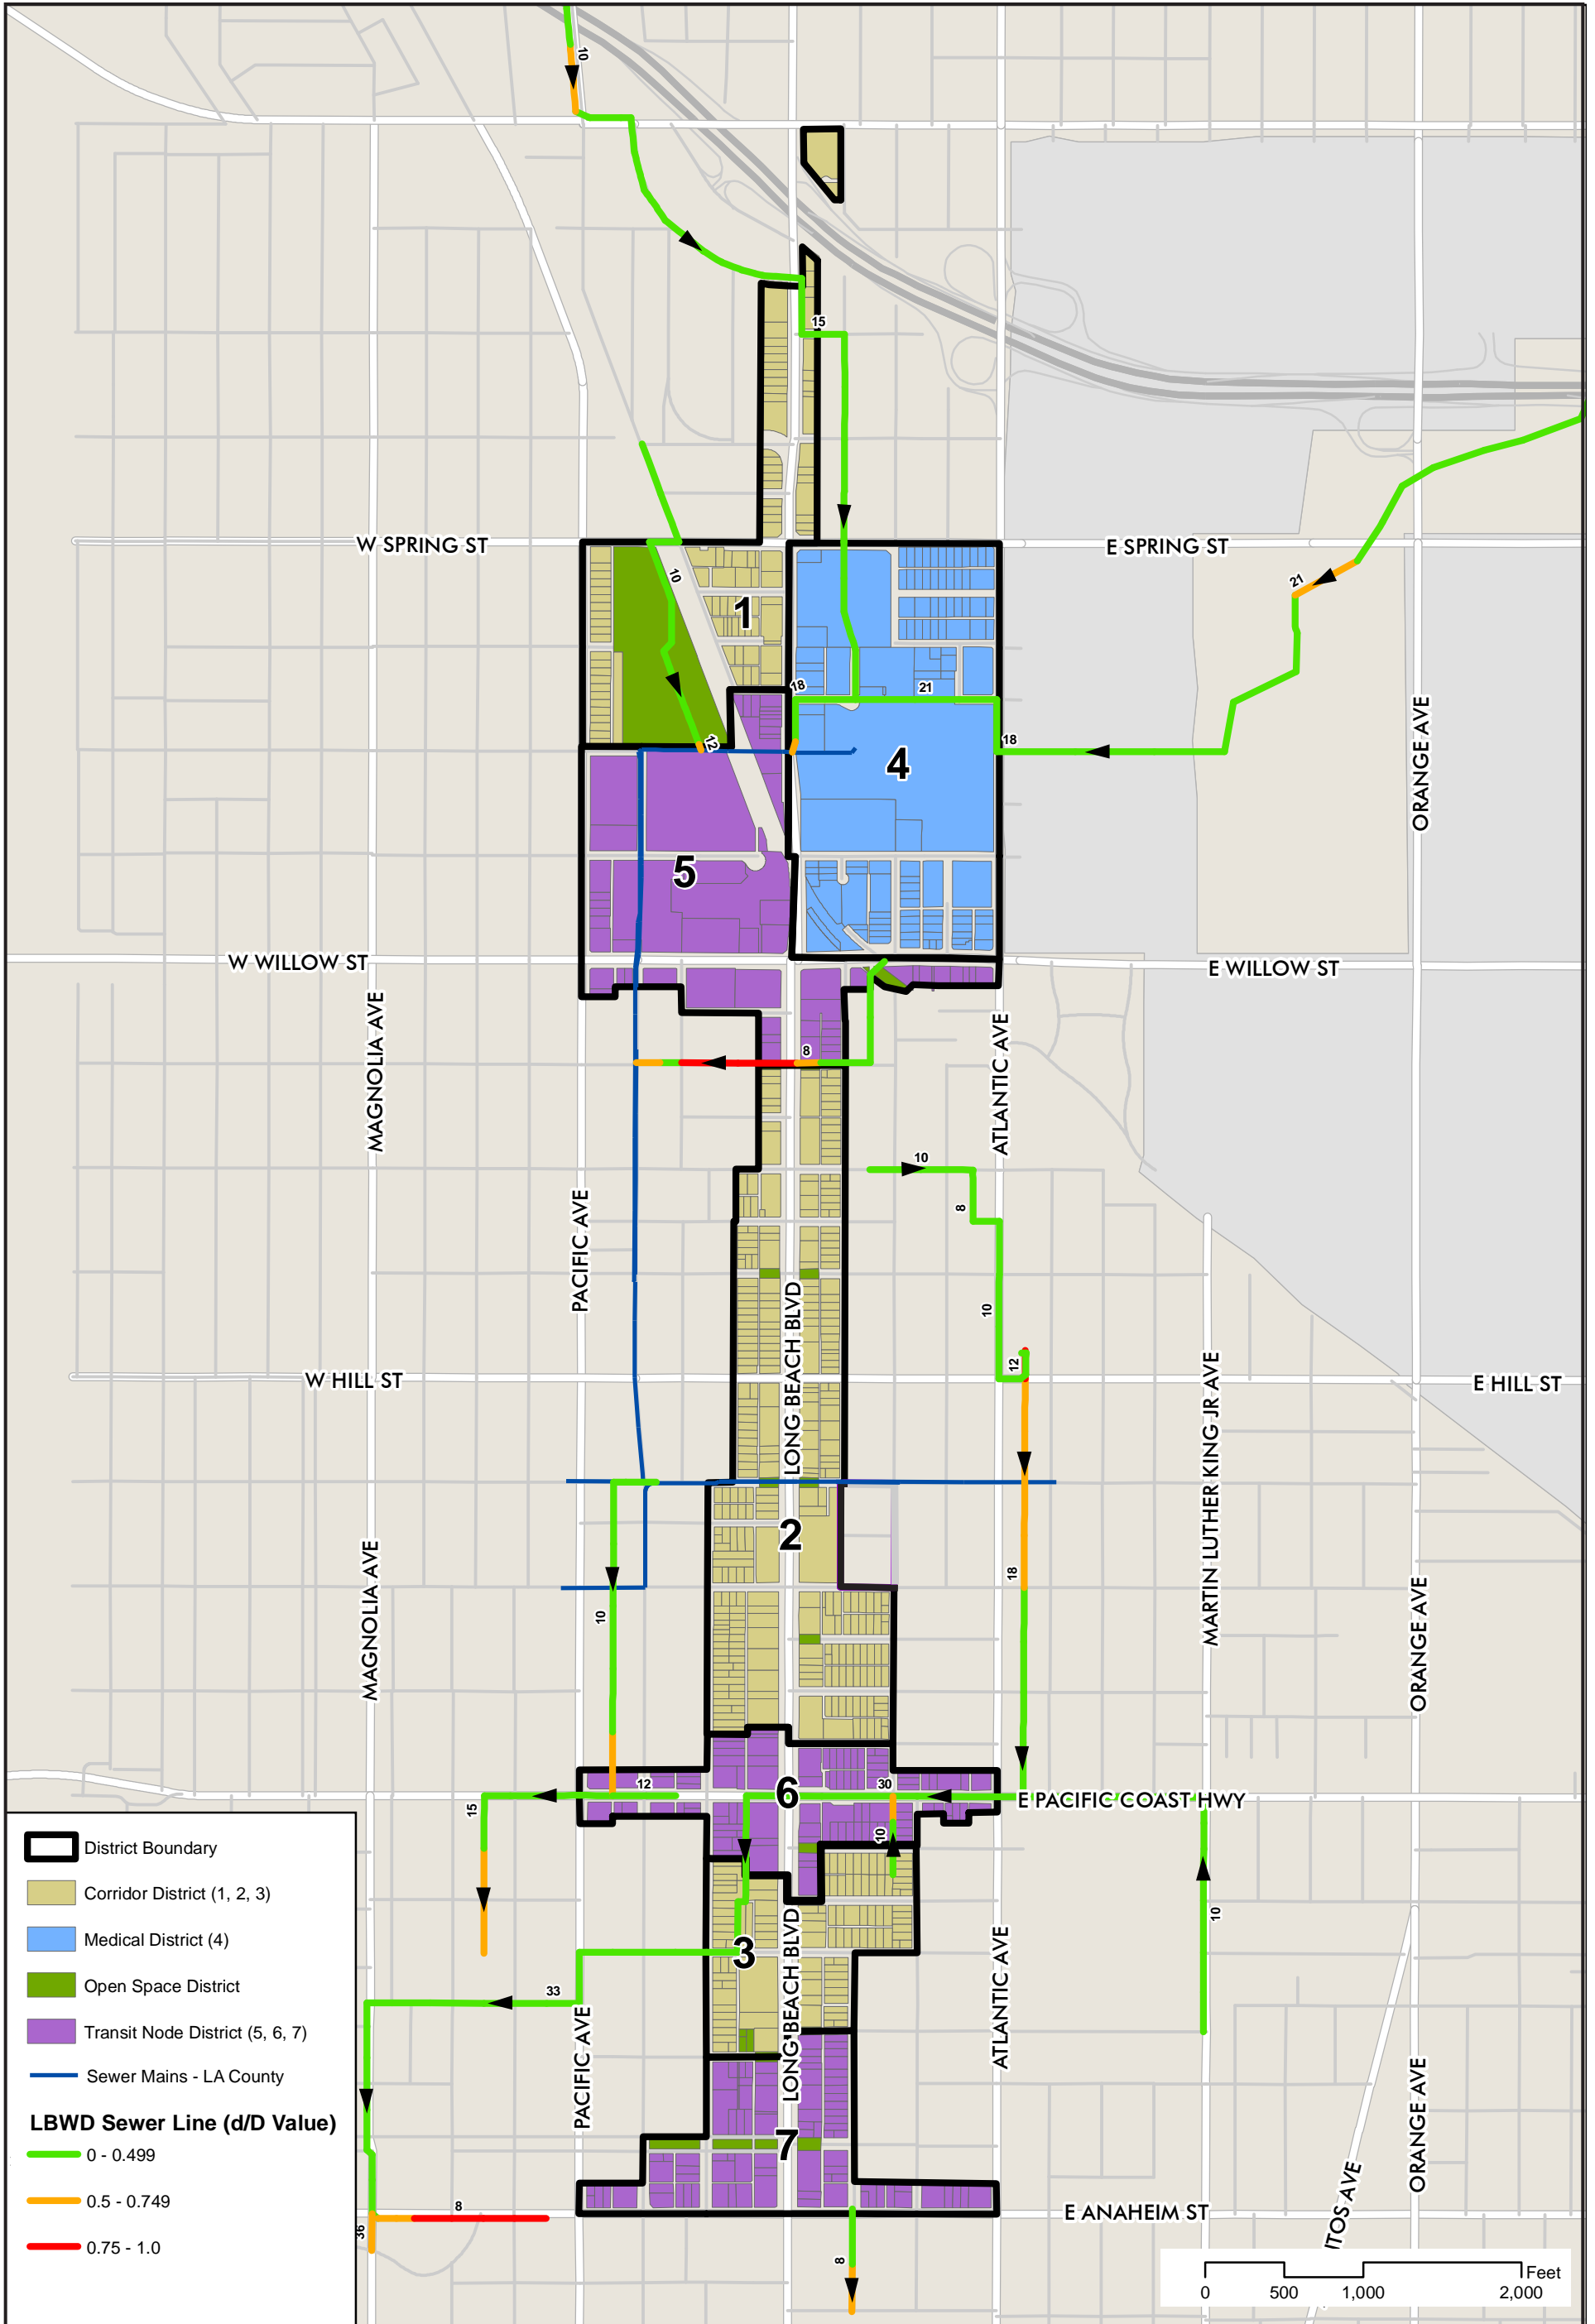 10
15
W SPRING ST
E SPRING ST
21
10
1
18
21
12
18
4
ORANGE AVE
5
W WILLOW ST
E WILLOW ST
MAGNOLIA AVE
ATLANTIC AVE
8
10
8
PACIFIC AVE
10
LONG BEACH BLVD
12
W HILL ST
E HILL ST
MARTIN LUTHER KING JR AVE
2
MAGNOLIA AVE
18
10
ORANGE AVE
12
6
30
E PACIFIC COAST HWY
15
10
10
3
LONG BEACH BLVD
ATLANTIC AVE
33
PACIFIC AVE
ORANGE AVE
7
E ANAHEIM ST
8
36
ITOS AVE
8
District Boundary
Corridor District (1, 2, 3)
Medical District (4)
Open Space District
Transit Node District (5, 6, 7)
Sewer Mains - LA County
LBWD Sewer Line (d/D Value)
0 - 0.499
0.5 - 0.749
0.75 - 1.0
Feet
0 500 1,000 2,000